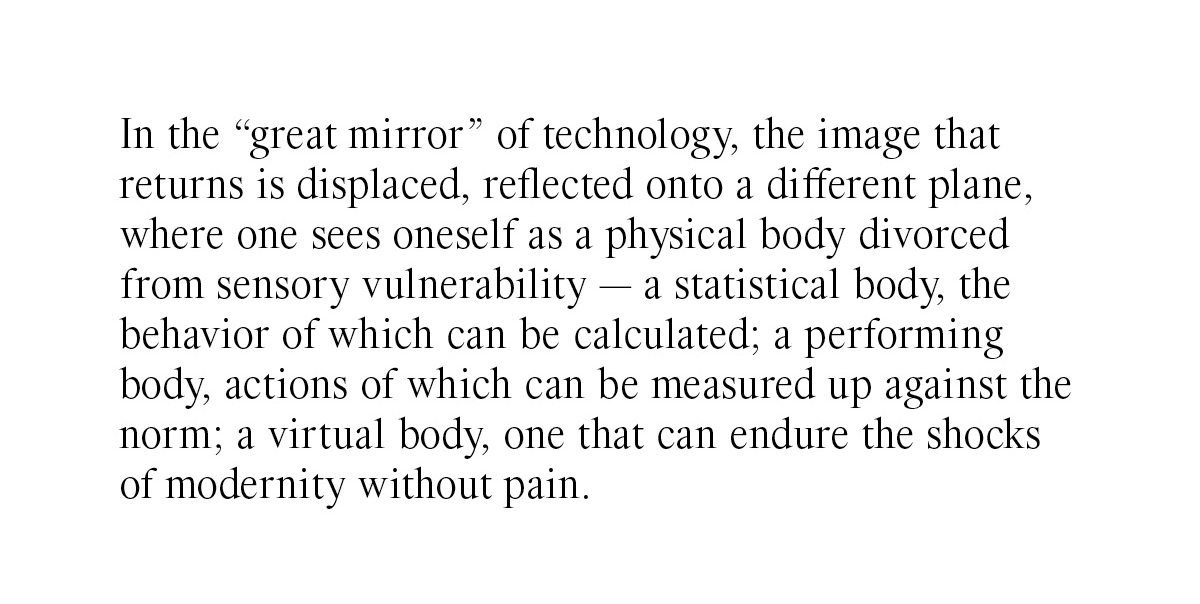 In the “great mirror” of technology, the image that
returns is displaced, reflected onto a different plane,
where one sees oneself as a physical body divorced
from sensory vulnerability — a statistical body, the
behavior of which can be calculated; a performing
body, actions of which can be measured up against the
norm; a virtual body, one that can endure the shocks
of modernity without pain.